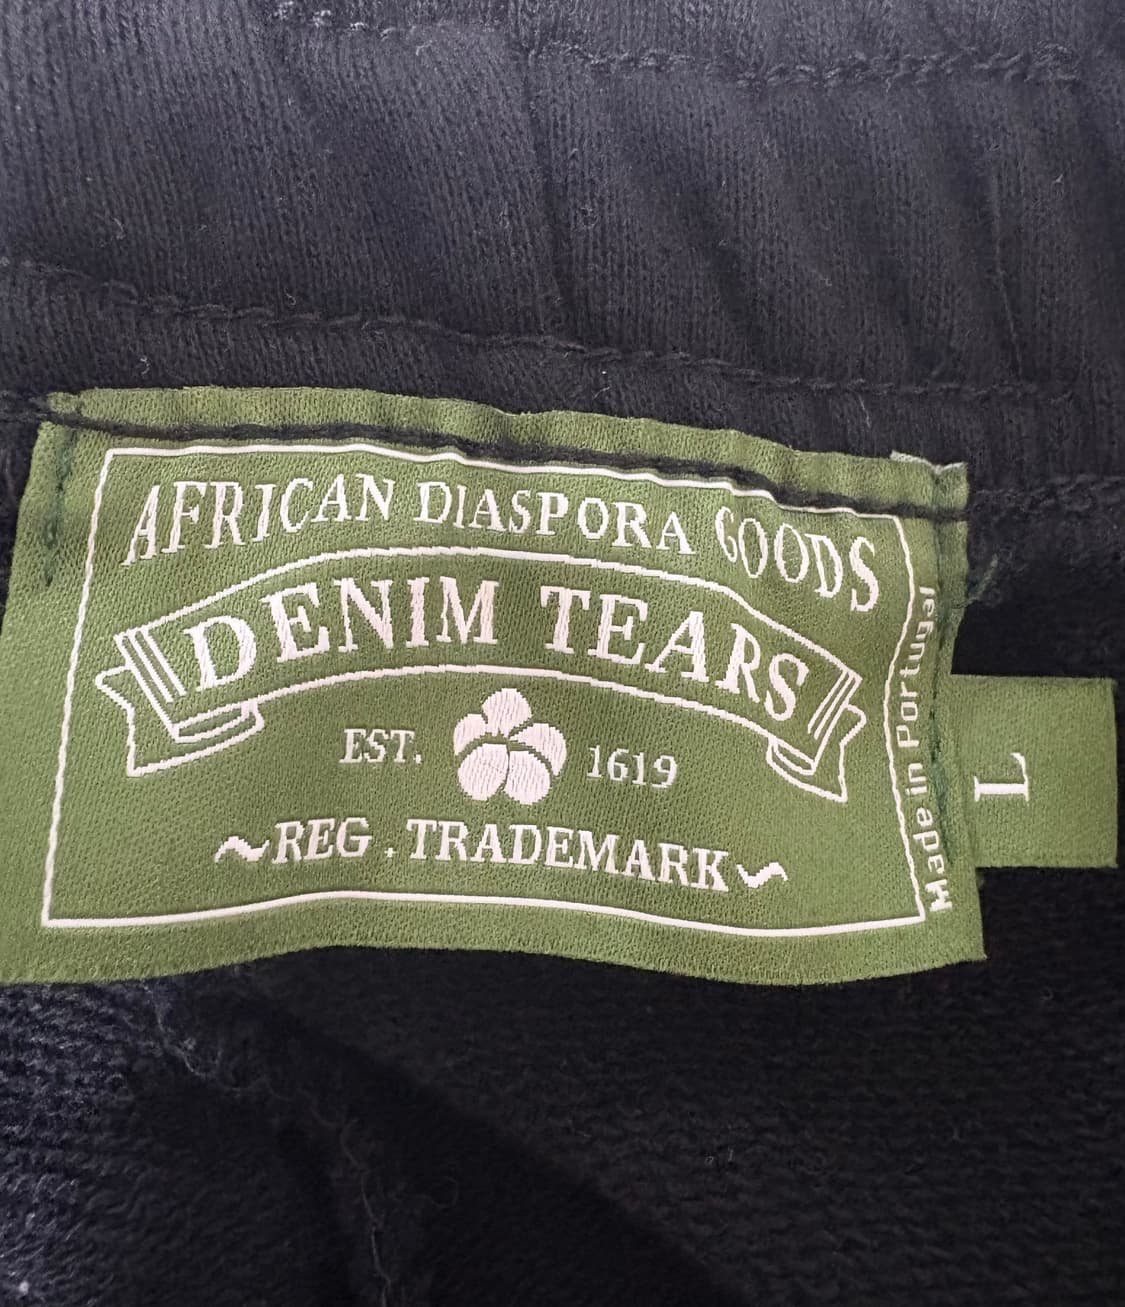 AFRICAN DIASPORA GOODS
DENIM TEARS
EST. 1619
~REG. TRADEMARK~
Made in Portugal
L